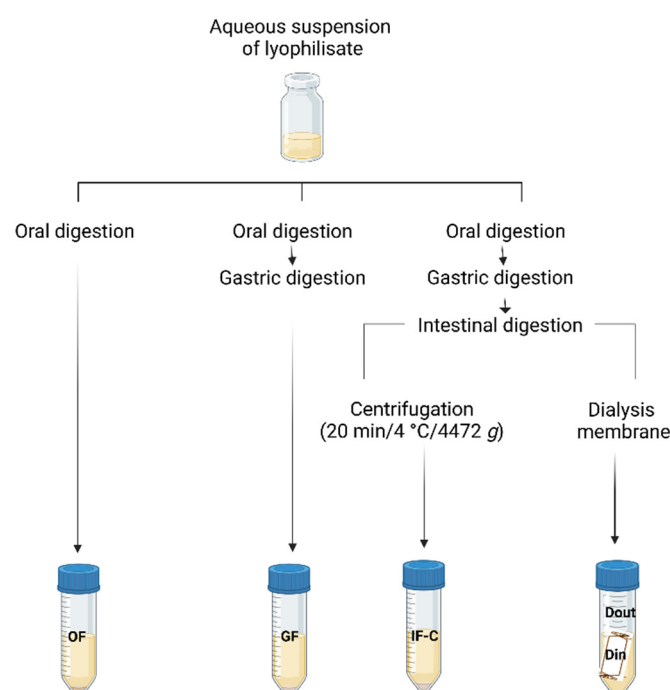 Aqueous suspension
of lyophilisate
Oral digestion
Oral digestion
Gastric digestion
Oral digestion
Gastric digestion
Intestinal digestion
Centrifugation
(20 min/4 °C/4472 g)
Dialysis
membrane
OF
GF
IF-C
Dout
Din